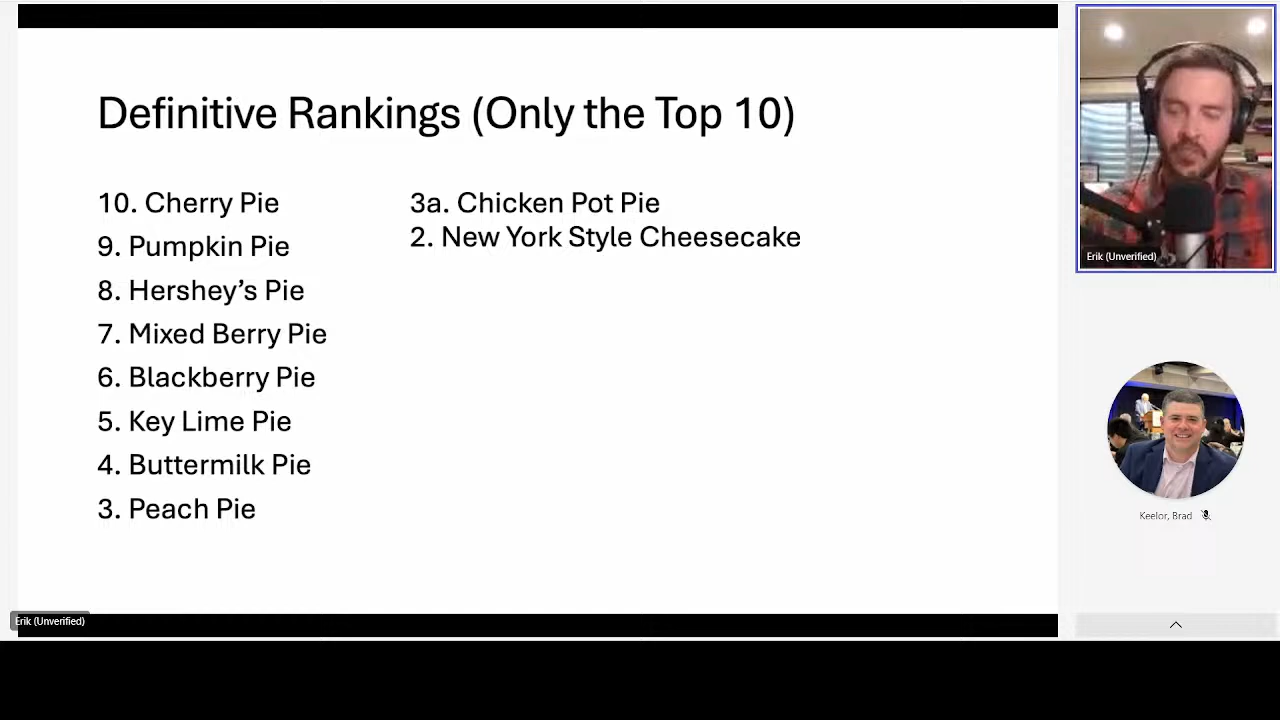 Definitive Rankings (Only the Top 10)
10. Cherry Pie
9. Pumpkin Pie
8. Hershey’s Pie
7. Mixed Berry Pie
6. Blackberry Pie
5. Key Lime Pie
4. Buttermilk Pie
3. Peach Pie
3a. Chicken Pot Pie
2. New York Style Cheesecake
Erik (Unverified)
Keelor, Brad
Erik (Unverified)